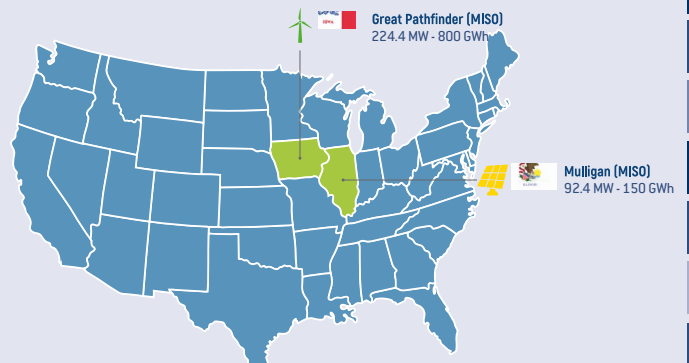 Great Pathfinder (MISO)
224.4 MW - 800 GWh
Mulligan (MISO)
92.4 MW - 150 GWh